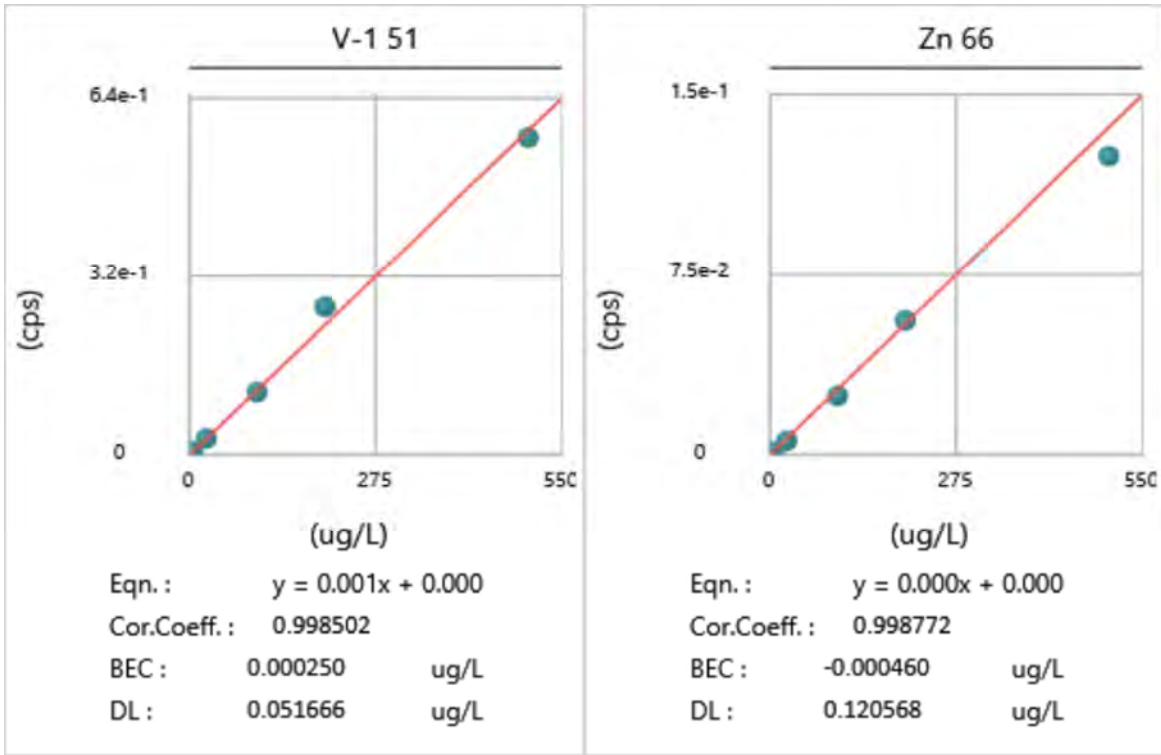 V-1 51
6.4e-1
3.2e-1
0
(cps)
0 275 550
(ug/L)
Eqn. : y = 0.001x + 0.000
Cor.Coeff. : 0.998502
BEC : 0.000250 ug/L
DL : 0.051666 ug/L
Zn 66
1.5e-1
7.5e-2
0
(cps)
0 275 550
(ug/L)
Eqn. : y = 0.000x + 0.000
Cor.Coeff. : 0.998772
BEC : -0.000460 ug/L
DL : 0.120568 ug/L